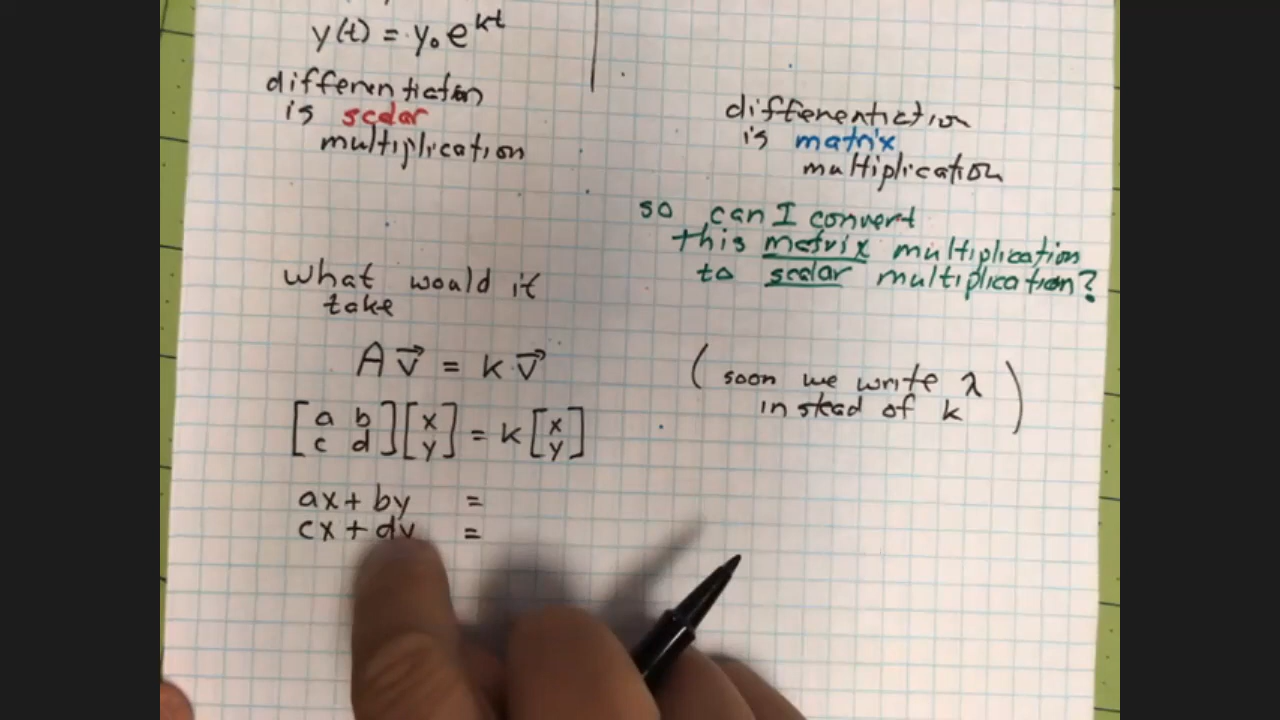 y(t) = y₀ e^kt
differentiation
is scalar
multiplication
differentiation
is matrix
multiplication
so can I convert
this matrix multiplication
to scalar multiplication?
what would it
take
A v⃗ = k v⃗
(soon we write λ
instead of k)
[a b] [x] = k [x]
[c d] [y] [y]
ax + by =
cx + dy =